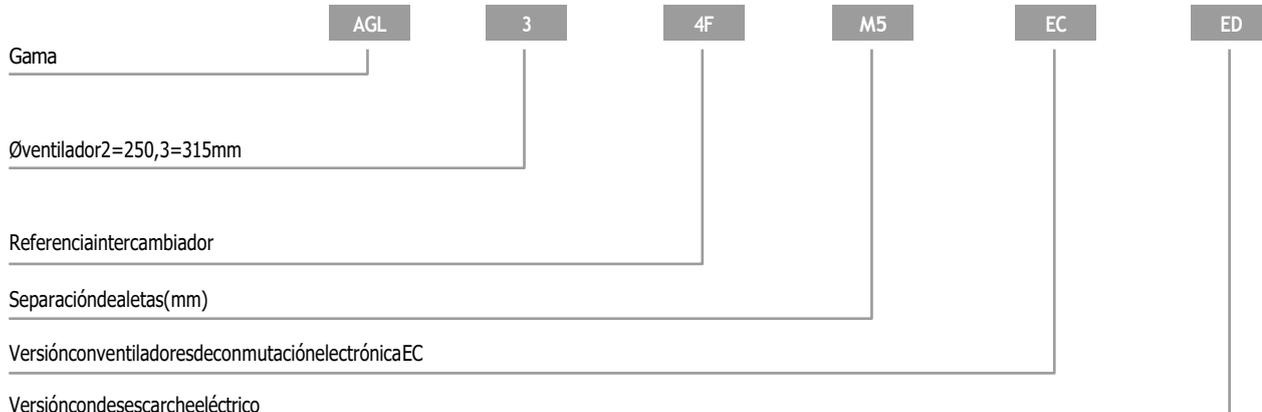 AGL 3 4F M5 EC ED
Gama
Øventilador2=250,3=315mm
Referenciaintercambiador
Separacióndealetas(mm)
VersiónconventiladoresdeconmutaciónelectrónicaEC
Versióncondesescarcheeléctrico